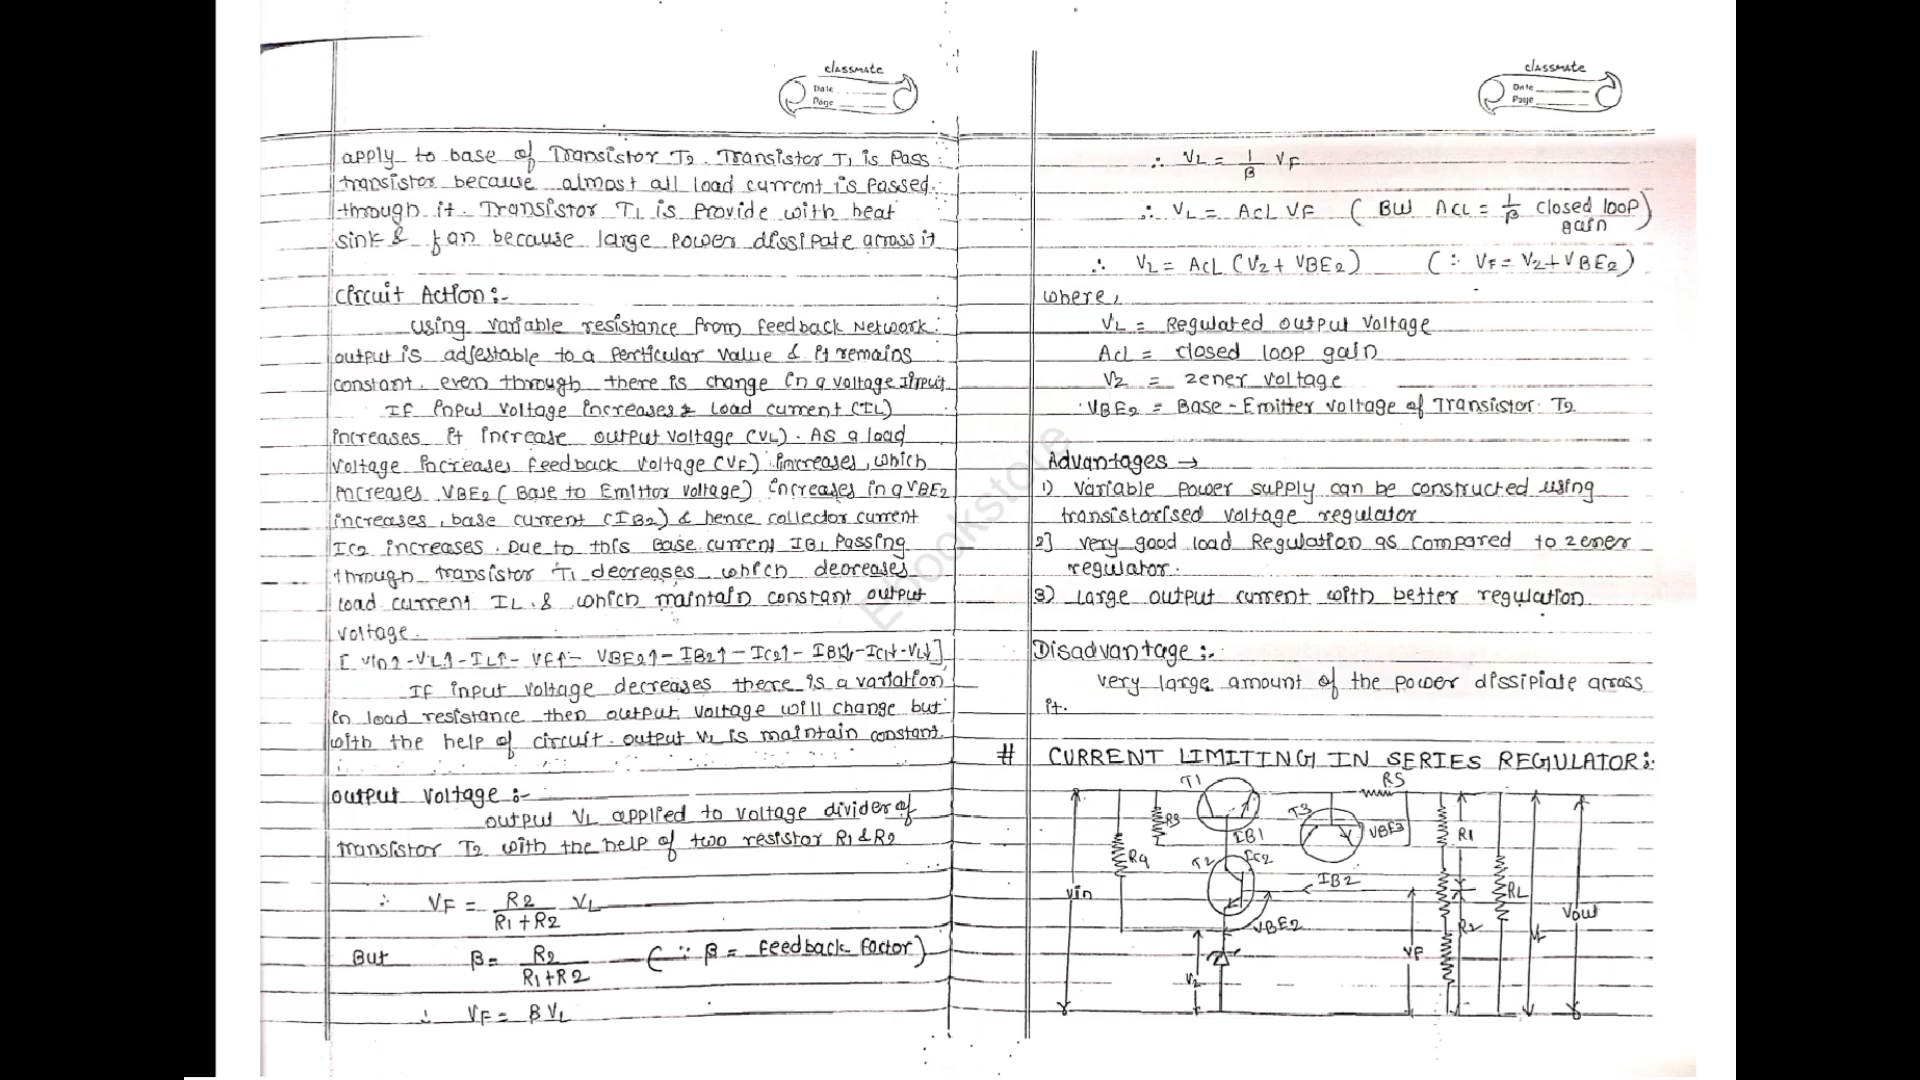 classmate
Date
Page
apply to base of Transistor T2. Transistor T1 is Pass
transistor because almost all load current is passed
through it. Transistor T1 is provide with heat
sink & fan because large power dissipate across it
Circuit Action :-
Using variable resistance from feedback Network
output is adjestable to a perticular value & it remains
constant even through there is change in a voltage
If input voltage increases & Load current (IL)
increases it increase output voltage (VL). As a load
voltage increases feedback voltage (VF) increases, which
increases VBE2 (Base to Emittor voltage) increases in a VBE2
increases, base current (IB2) & hence collector current
IC2 increases. Due to this Base current IB1 Passing
through transistor T1 decreases which decreases
Load current IL & which maintain constant output
voltage.
[Vin↑-VL↑-IL↑-VF↑-VBE2↑-IB2↑-IC2↑-IB1↓-IC1↓-VL↓]
If input voltage decreases there is a variation
in load resistance then output voltage will change but
with the help of circuit output VL is maintain constant.
Output Voltage :-
output VL applied to voltage divider of
transistor T2 with the help of two resistor R1 & R2
∴ VF = R2 / R1+R2 VL
But β = R2 / R1+R2 — (∵ β = feedback factor)
∴ VF = β VL
classmate
Date
Page
∴ VL = 1/β VF
∴ VL = ACL VF ( But ACL = 1/β closed loop gain )
∴ VL = ACL (VZ + VBE2) (∵ VF = VZ + VBE2)
where,
VL = Regulated output voltage
ACL = closed loop gain
VZ = zener voltage
VBE2 = Base-Emitter voltage of Transistor T2
Advantages →
1) Variable power supply can be constructed using
transistorised voltage regulator
2] very good load Regulation as compared to zener
regulator.
3) Large output current with better regulation
Disadvantage :-
very large amount of the power dissipiate across
it.
# CURRENT LIMITING IN SERIES REGULATOR :-
T1 RS
R3 IB1 T3 VBE3 R1
R4 T2 IC2
Vin IB2 RL Vout
VBE2 R2 VL
VF
VZ
Ebookstore